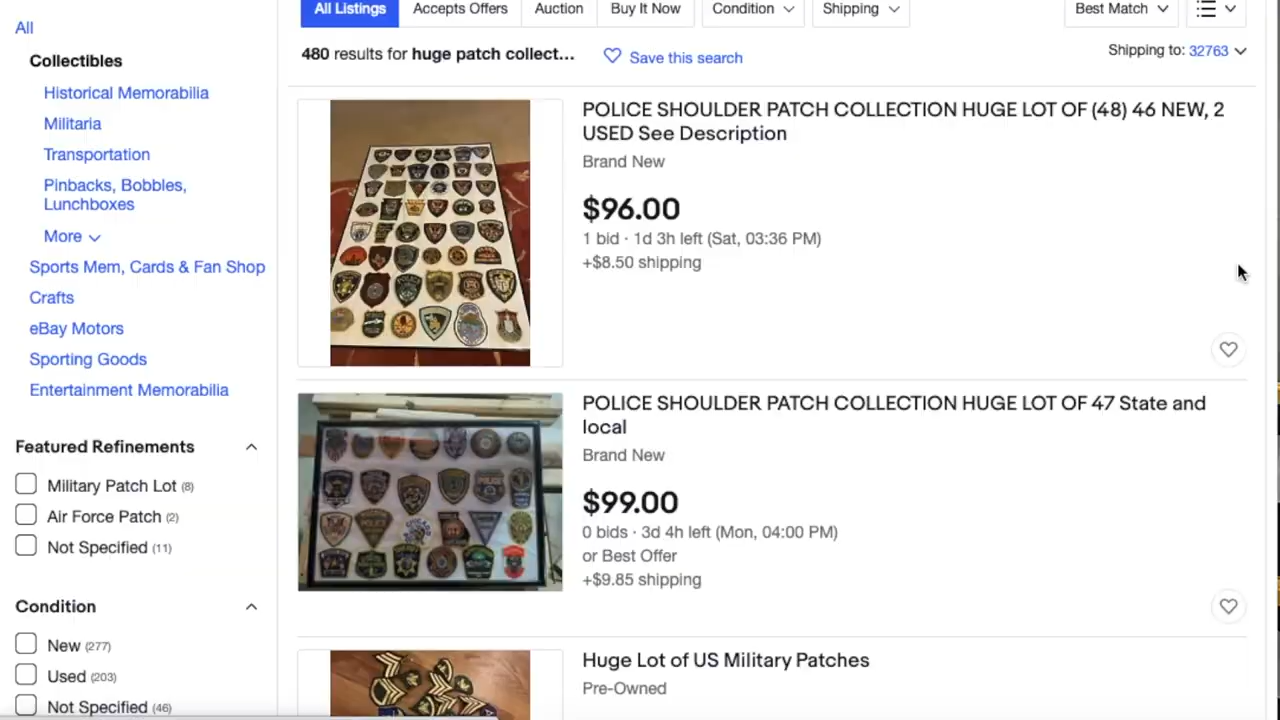 All Listings
Accepts Offers
Auction
Buy It Now
Condition
Shipping
Best Match
480 results for huge patch collect...
Save this search
Shipping to: 32763
All
Collectibles
Historical Memorabilia
Militaria
Transportation
Pinbacks, Bobbles,
Lunchboxes
More
Sports Mem, Cards & Fan Shop
Crafts
eBay Motors
Sporting Goods
Entertainment Memorabilia
Featured Refinements
Military Patch Lot (8)
Air Force Patch (2)
Not Specified (11)
Condition
New (277)
Used (203)
Not Specified (46)
POLICE SHOULDER PATCH COLLECTION HUGE LOT OF (48) 46 NEW, 2
USED See Description
Brand New
$96.00
1 bid · 1d 3h left (Sat, 03:36 PM)
+$8.50 shipping
POLICE SHOULDER PATCH COLLECTION HUGE LOT OF 47 State and
local
Brand New
$99.00
0 bids · 3d 4h left (Mon, 04:00 PM)
or Best Offer
+$9.85 shipping
Huge Lot of US Military Patches
Pre-Owned